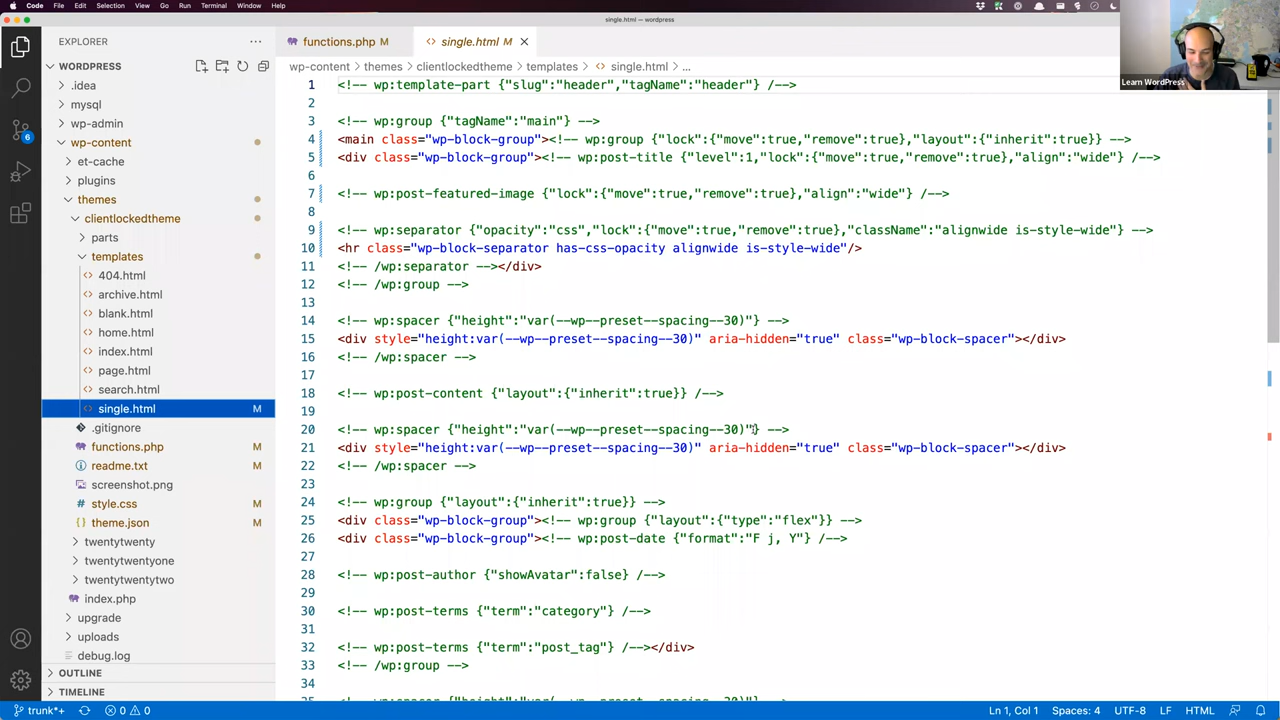 Code File Edit Selection View Go Run Terminal Window Help
single.html — wordpress
EXPLORER
functions.php M
single.html M
WORDPRESS
wp-content
themes
clientlockedtheme
templates
single.html
...
Learn WordPress
.idea
mysql
wp-admin
wp-content
et-cache
plugins
themes
clientlockedtheme
parts
templates
404.html
archive.html
blank.html
home.html
index.html
page.html
search.html
single.html M
.gitignore
functions.php M
readme.txt M
screenshot.png
style.css M
theme.json M
twentytwenty
twentytwentyone
twentytwentytwo
index.php
upgrade
uploads
debug.log
OUTLINE
TIMELINE
6
1 <!-- wp:template-part {"slug":"header","tagName":"header"} /-->
2
3 <!-- wp:group {"tagName":"main"} -->
4 <main class="wp-block-group"><!-- wp:group {"lock":{"move":true,"remove":true},"layout":{"inherit":true}} -->
5 <div class="wp-block-group"><!-- wp:post-title {"level":1,"lock":{"move":true,"remove":true},"align":"wide"} /-->
6
7 <!-- wp:post-featured-image {"lock":{"move":true,"remove":true},"align":"wide"} /-->
8
9 <!-- wp:separator {"opacity":"css","lock":{"move":true,"remove":true},"className":"alignwide is-style-wide"} -->
10 <hr class="wp-block-separator has-css-opacity alignwide is-style-wide"/>
11 <!-- /wp:separator --></div>
12 <!-- /wp:group -->
13
14 <!-- wp:spacer {"height":"var(--wp--preset--spacing--30)"} -->
15 <div style="height:var(--wp--preset--spacing--30)" aria-hidden="true" class="wp-block-spacer"></div>
16 <!-- /wp:spacer -->
17
18 <!-- wp:post-content {"layout":{"inherit":true}} /-->
19
20 <!-- wp:spacer {"height":"var(--wp--preset--spacing--30)"} -->
21 <div style="height:var(--wp--preset--spacing--30)" aria-hidden="true" class="wp-block-spacer"></div>
22 <!-- /wp:spacer -->
23
24 <!-- wp:group {"layout":{"inherit":true}} -->
25 <div class="wp-block-group"><!-- wp:group {"layout":{"type":"flex"}} -->
26 <div class="wp-block-group"><!-- wp:post-date {"format":"F j, Y"} /-->
27
28 <!-- wp:post-author {"showAvatar":false} /-->
29
30 <!-- wp:post-terms {"term":"category"} /-->
31
32 <!-- wp:post-terms {"term":"post_tag"} /--></div>
33 <!-- /wp:group -->
34
35 <!-- wp:spacer {"height":"var(--wp--preset--spacing--30)"} -->
trunk*+ 0 0 Ln 1, Col 1 Spaces: 4 UTF-8 LF HTML